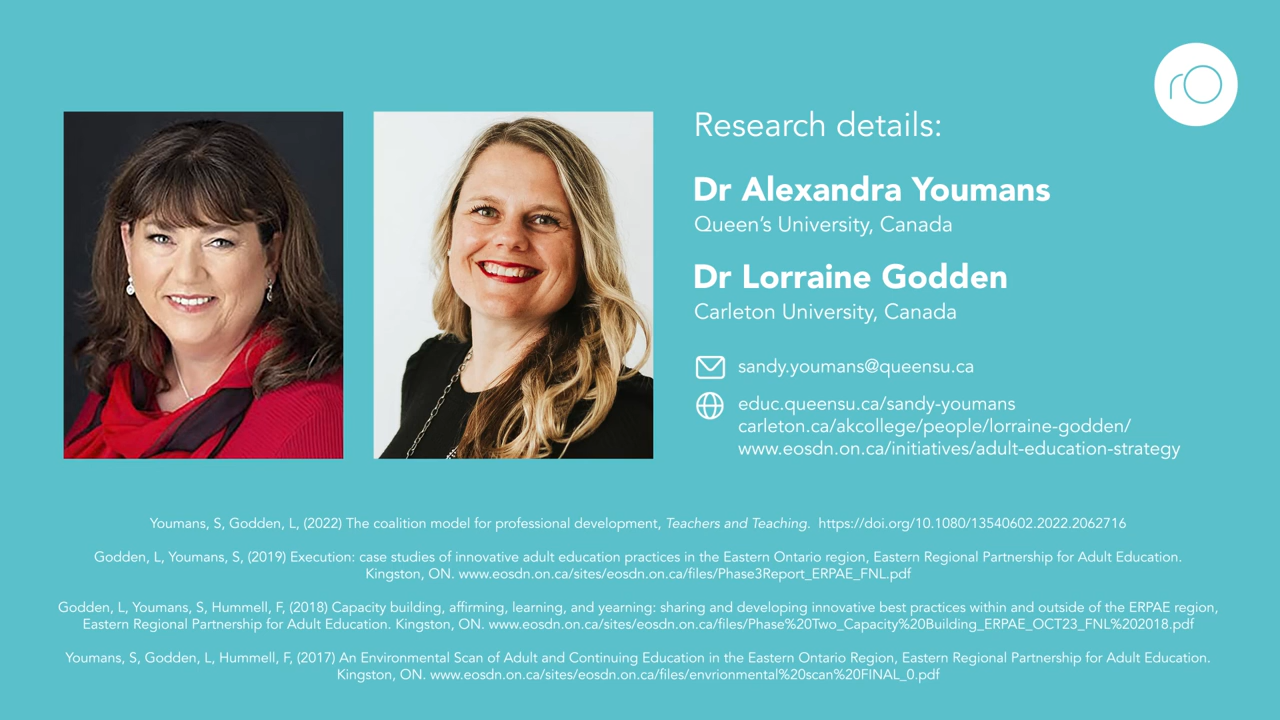 rO
Research details:
Dr Alexandra Youmans
Queen's University, Canada
Dr Lorraine Godden
Carleton University, Canada
sandy.youmans@queensu.ca
educ.queensu.ca/sandy-youmans
carleton.ca/akcollege/people/lorraine-godden/
www.eosdn.on.ca/initiatives/adult-education-strategy
Youmans, S, Godden, L, (2022) The coalition model for professional development, Teachers and Teaching. https://doi.org/10.1080/13540602.2022.2062716
Godden, L, Youmans, S, (2019) Execution: case studies of innovative adult education practices in the Eastern Ontario region, Eastern Regional Partnership for Adult Education.
Kingston, ON. www.eosdn.on.ca/sites/eosdn.on.ca/files/Phase3Report_ERPAE_FNL.pdf
Godden, L, Youmans, S, Hummell, F, (2018) Capacity building, affirming, learning, and yearning: sharing and developing innovative best practices within and outside of the ERPAE region,
Eastern Regional Partnership for Adult Education. Kingston, ON. www.eosdn.on.ca/sites/eosdn.on.ca/files/Phase%20Two_Capacity%20Building_ERPAE_OCT23_FNL%202018.pdf
Youmans, S, Godden, L, Hummell, F, (2017) An Environmental Scan of Adult and Continuing Education in the Eastern Ontario Region, Eastern Regional Partnership for Adult Education.
Kingston, ON. www.eosdn.on.ca/sites/eosdn.on.ca/files/envrionmental%20scan%20FINAL_0.pdf